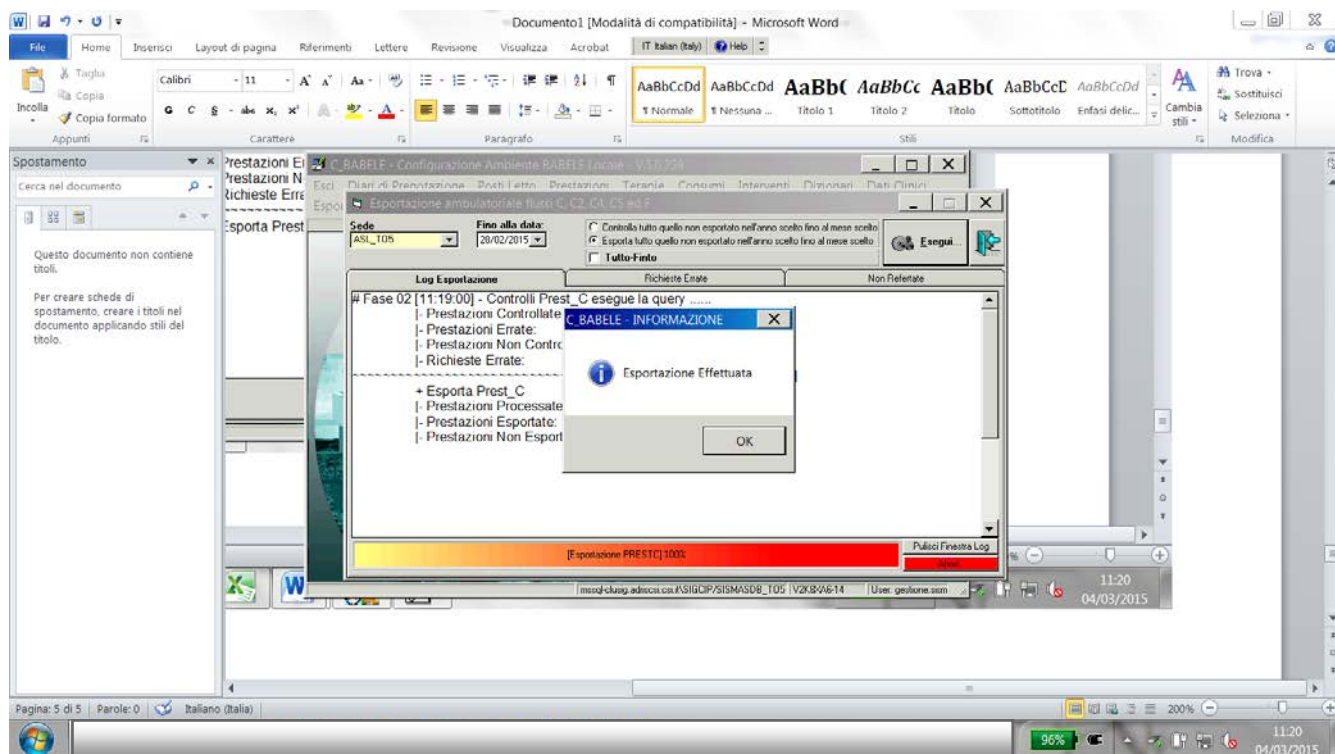 Documento1 [Modalità di compatibilità] - Microsoft Word
File Home Inserisci Layout di pagina Riferimenti Lettere Revisione Visualizza Acrobat IT Italian (Italy) Help
Taglia
Copia
Incolla
Copia formato
Calibri 11
AaBbCcDd AaBbCcDd AaBb( AaBbCc AaBb( AaBbCcD AaBbCcDd
Normale Nessuna ... Titolo 1 Titolo 2 Titolo Sottotitolo Enfasi delic...
Cambia stili
Trova
Sostituisci
Seleziona
Appunti Carattere Paragrafo Stili Modifica
Spostamento
Cerca nel documento
Questo documento non contiene
titoli.
Per creare schede di
spostamento, creare i titoli nel
documento applicando stili del
titolo.
Prestazioni E
Prestazioni N
Richieste Erra
Esporta Prest
C_BABELE - Configurazione Ambiente BABELE Locale - V.3.0.259
Esci Diari di Prenotazione Posti Letto Prestazioni Terapie Consumi Interventi Dizionari Dati Clinici
Espor
Esportazione ambulatoriale flusso C, C2, C4, C5 ed F
Sede
ASL_TO5
Fino alla data:
28/02/2015
Controlla tutto quello non esportato nell'anno scelto fino al mese scelto
Esporta tutto quello non esportato nell'anno scelto fino al mese scelto
Tutto-Finto
Esegui...
Log Esportazione Richieste Errate Non Refertate
# Fase 02 [11:19:00] - Controlli Prest_C esegue la query ......
|- Prestazioni Controllate
|- Prestazioni Errate:
|- Prestazioni Non Contro
|- Richieste Errate:
+ Esporta Prest_C
|- Prestazioni Processate
|- Prestazioni Esportate:
|- Prestazioni Non Esport
C_BABELE - INFORMAZIONE
Esportazione Effettuata
OK
[Esportazione PRESTC] 100%
Pulisci Finestra Log
User: gestione.sism
11:20
04/03/2015
Pagina: 5 di 5 Parole: 0 Italiano (Italia) 200%
96%
11:20
04/03/2015